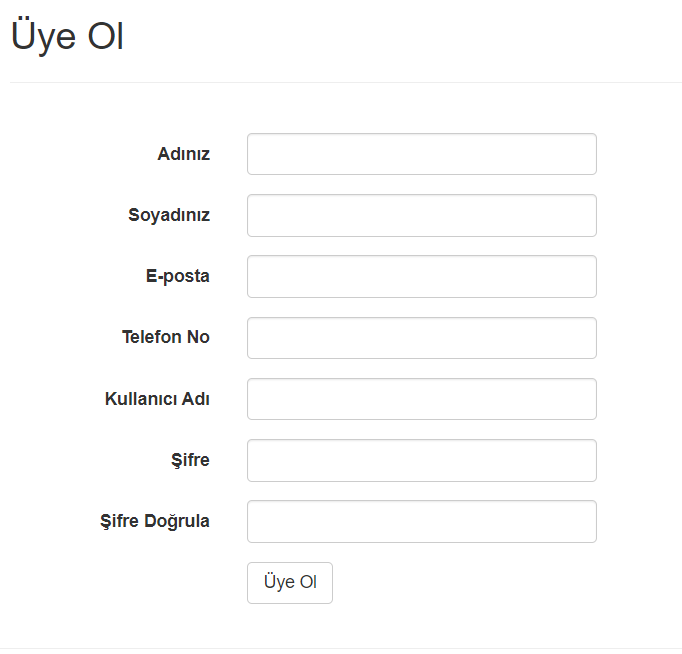 Üye Ol
Adınız
Soyadınız
E-posta
Telefon No
Kullanıcı Adı
Şifre
Şifre Doğrula
Üye Ol